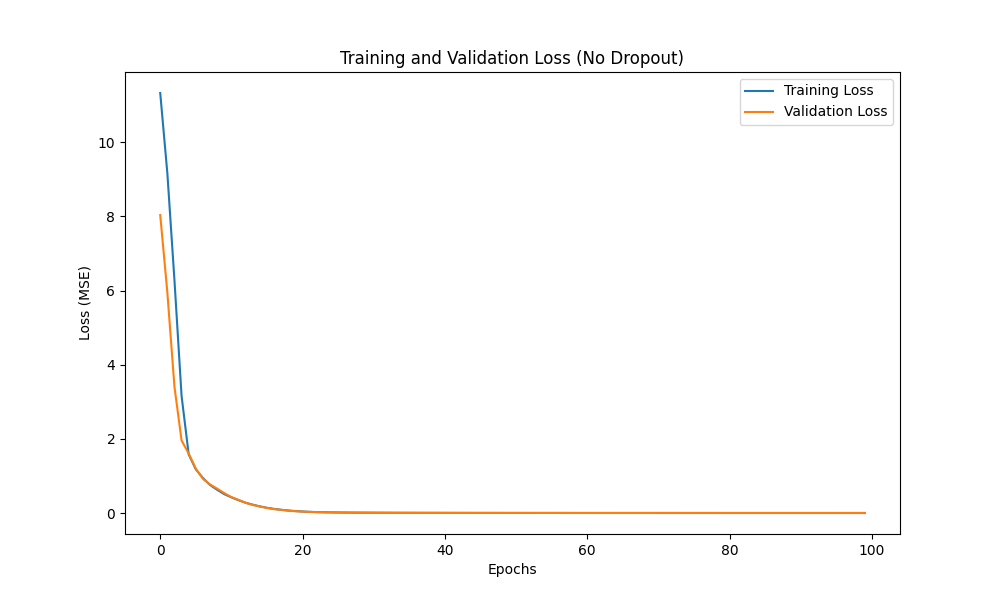 Training and Validation Loss (No Dropout)
Training Loss
Validation Loss
Loss (MSE)
10
8
6
4
2
0
0 20 40 60 80 100
Epochs